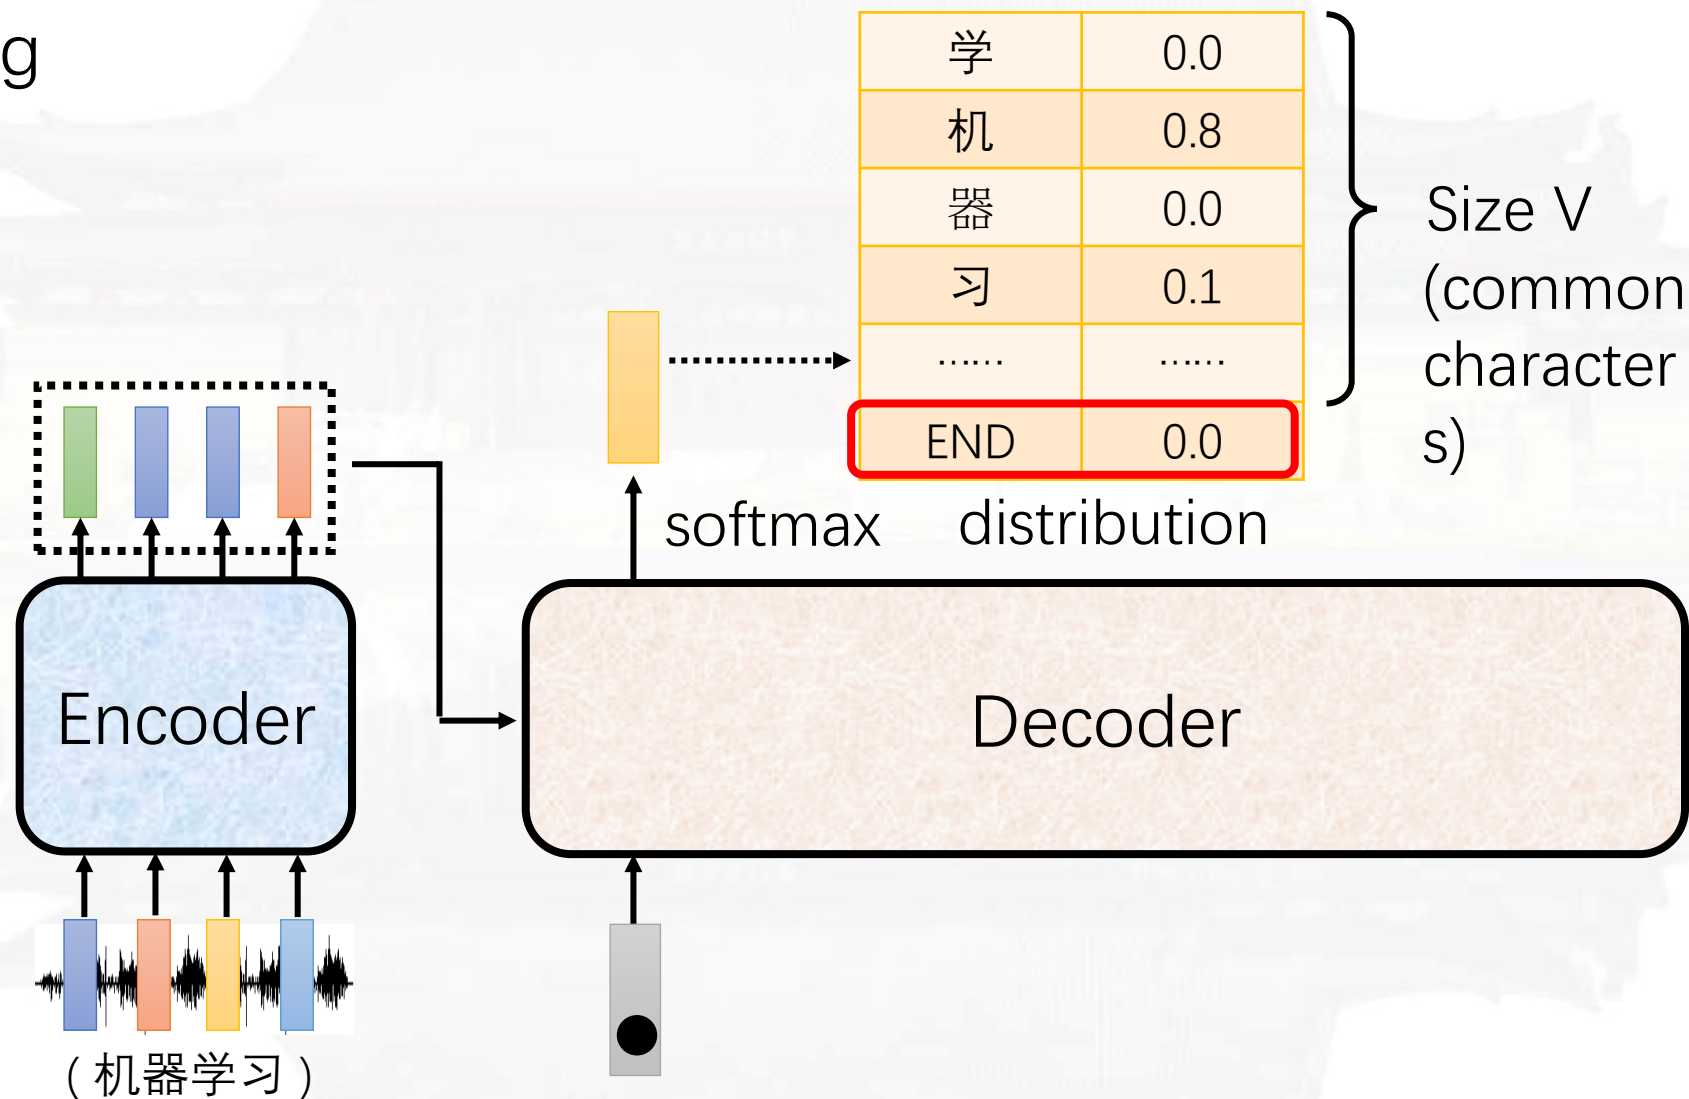 g
学 0.0
机 0.8
器 0.0
习 0.1
…… ……
END 0.0
Size V
(common
character
s)
softmax distribution
Encoder
Decoder
（机器学习）